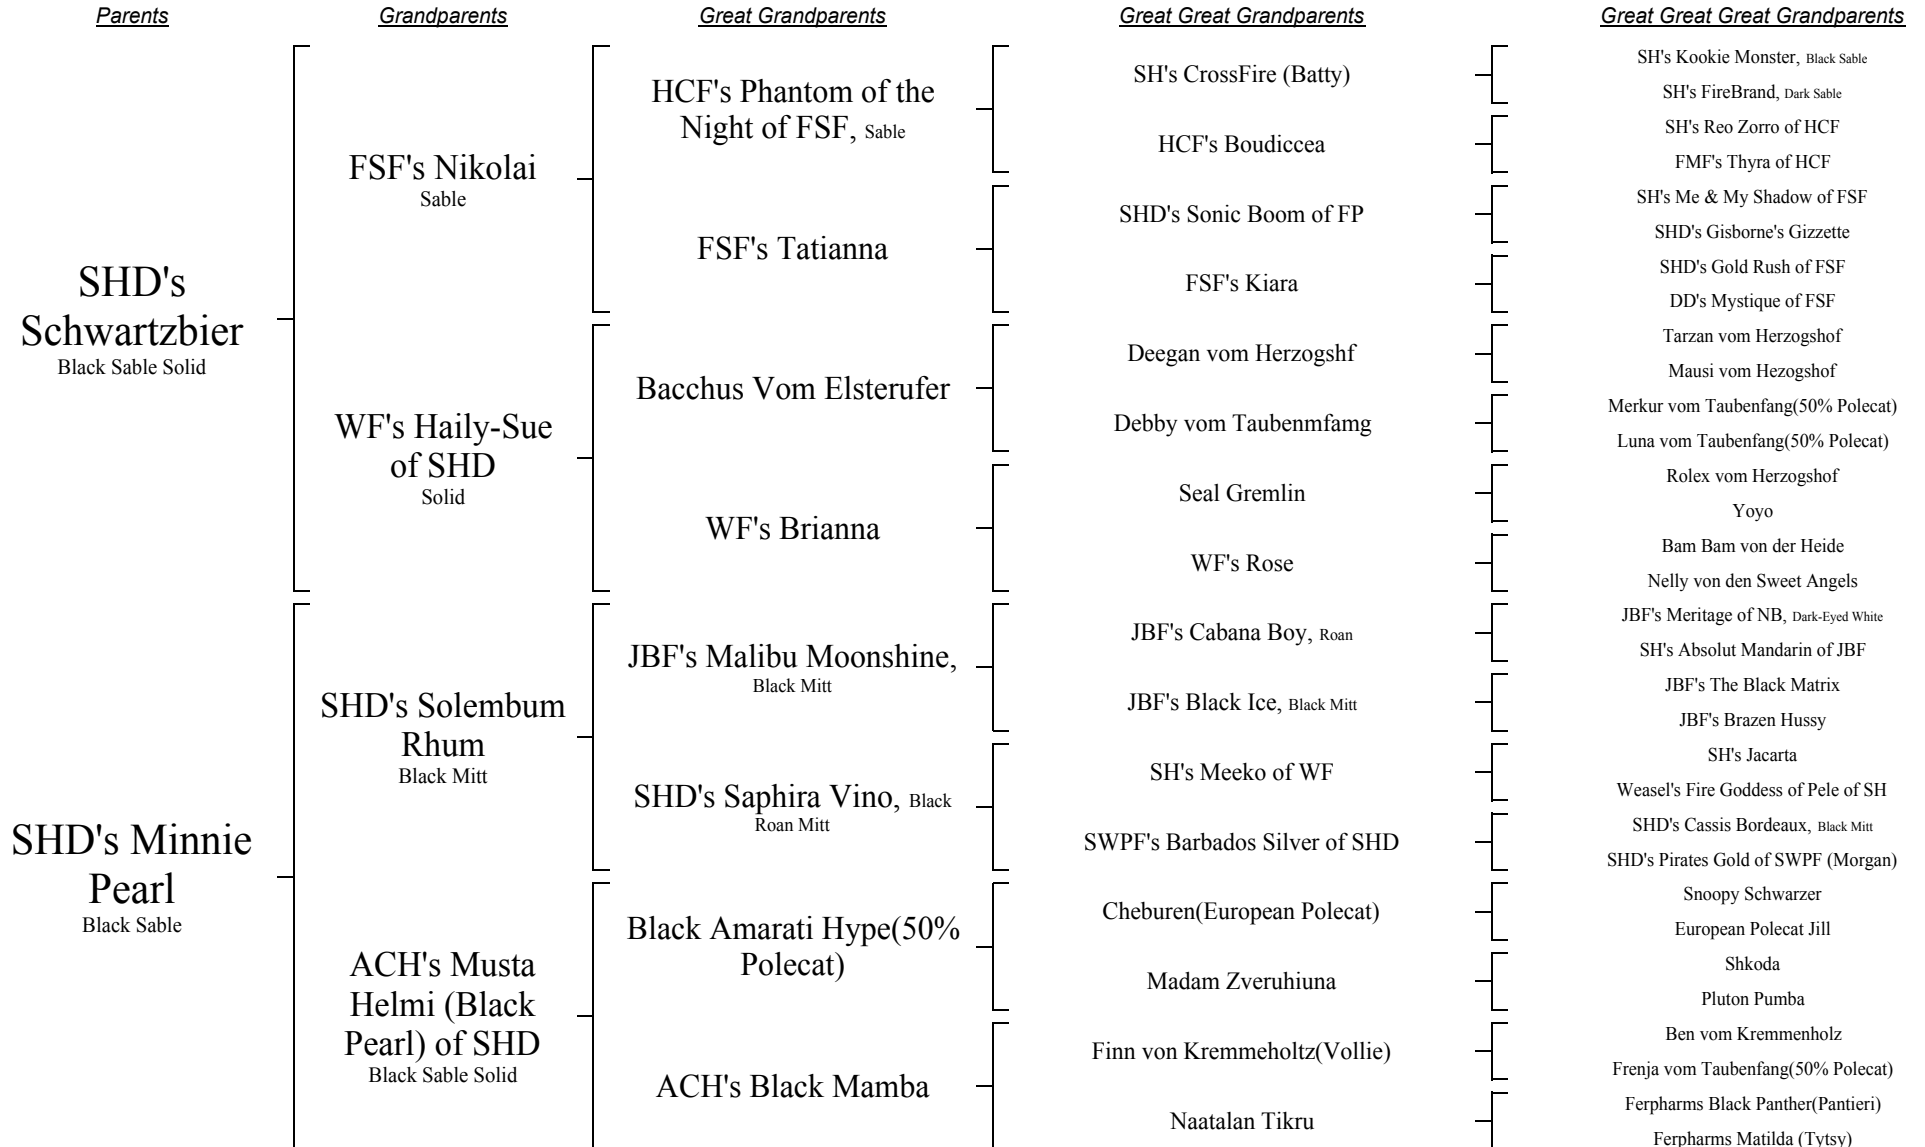 Parents
Grandparents
Great Grandparents
Great Great Grandparents
Great Great Great Grandparents
SHD's
Schwartzbier
Black Sable Solid
SHD's Minnie
Pearl
Black Sable
FSF's Nikolai
Sable
WF's Haily-Sue
of SHD
Solid
SHD's Solembum
Rhum
Black Mitt
ACH's Musta
Helmi (Black
Pearl) of SHD
Black Sable Solid
HCF's Phantom of the
Night of FSF, Sable
FSF's Tatianna
Bacchus Vom Elsterufer
WF's Brianna
JBF's Malibu Moonshine,
Black Mitt
SHD's Saphira Vino, Black
Roan Mitt
Black Amarati Hype(50%
Polecat)
ACH's Black Mamba
SH's CrossFire (Batty)
HCF's Boudiccea
SHD's Sonic Boom of FP
FSF's Kiara
Deegan vom Herzogshf
Debby vom Taubenmfamg
Seal Gremlin
WF's Rose
JBF's Cabana Boy, Roan
JBF's Black Ice, Black Mitt
SH's Meeko of WF
SWPF's Barbados Silver of SHD
Cheburen(European Polecat)
Madam Zveruhiuna
Finn von Kremmeholtz(Vollie)
Naatalan Tikru
SH's Kookie Monster, Black Sable
SH's FireBrand, Dark Sable
SH's Reo Zorro of HCF
FMF's Thyra of HCF
SH's Me & My Shadow of FSF
SHD's Gisborne's Gizzette
SHD's Gold Rush of FSF
DD's Mystique of FSF
Tarzan vom Herzogshof
Mausi vom Hezogshof
Merkur vom Taubenfang(50% Polecat)
Luna vom Taubenfang(50% Polecat)
Rolex vom Herzogshof
Yoyo
Bam Bam von der Heide
Nelly von den Sweet Angels
JBF's Meritage of NB, Dark-Eyed White
SH's Absolut Mandarin of JBF
JBF's The Black Matrix
JBF's Brazen Hussy
SH's Jacarta
Weasel's Fire Goddess of Pele of SH
SHD's Cassis Bordeaux, Black Mitt
SHD's Pirates Gold of SWPF (Morgan)
Snoopy Schwarzer
European Polecat Jill
Shkoda
Pluton Pumba
Ben vom Kremmenholz
Frenja vom Taubenfang(50% Polecat)
Ferpharms Black Panther(Pantieri)
Ferpharms Matilda (Tytsy)